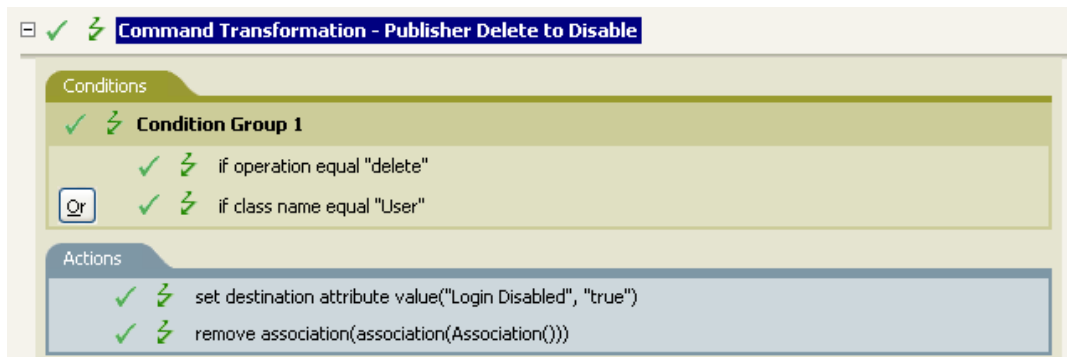 Command Transformation - Publisher Delete to Disable
Conditions
Condition Group 1
if operation equal "delete"
Or if class name equal "User"
Actions
set destination attribute value("Login Disabled", "true")
remove association(association(Association()))